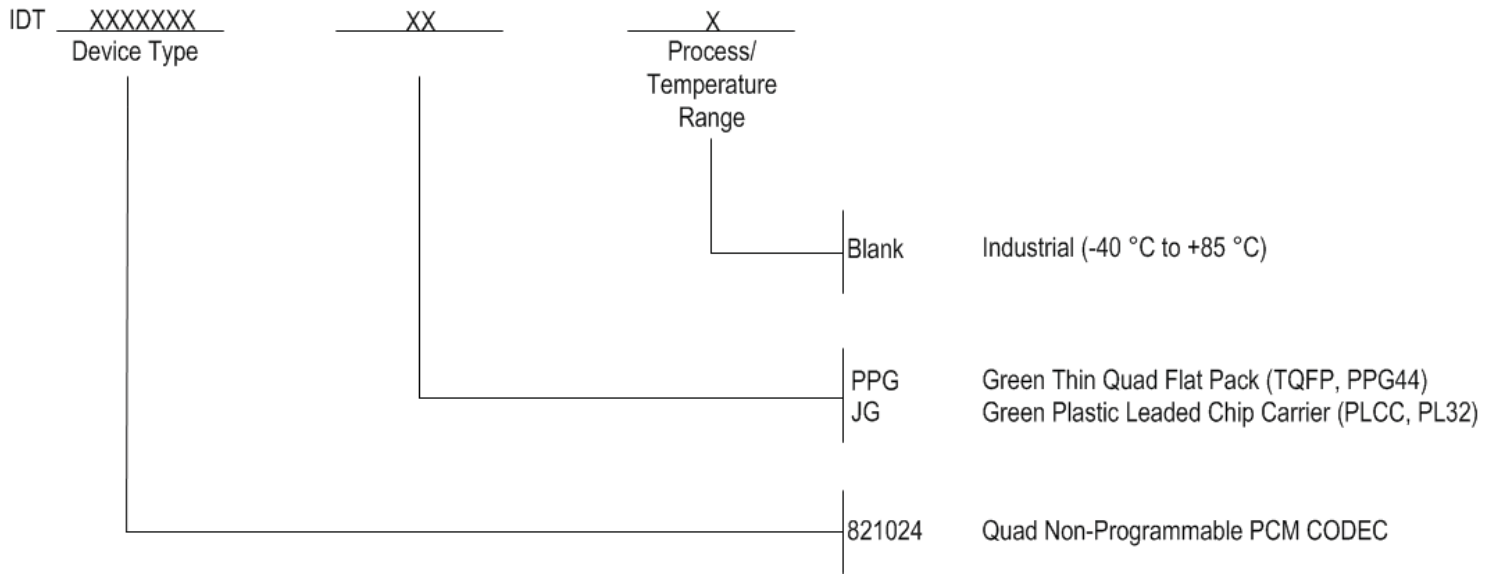 IDT XXXXXXX XX X
Device Type
Process/
Temperature
Range
Blank Industrial (-40 °C to +85 °C)
PPG Green Thin Quad Flat Pack (TQFP, PPG44)
JG Green Plastic Leaded Chip Carrier (PLCC, PL32)
821024 Quad Non-Programmable PCM CODEC